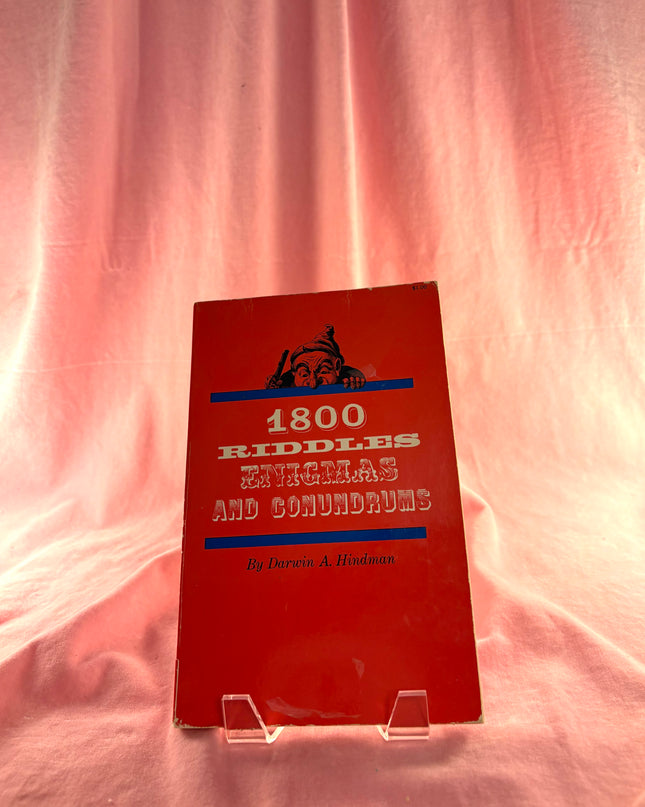 1800
RIDDLES
ENIGMAS
AND CONUNDRUMS
By Darwin A. Hindman